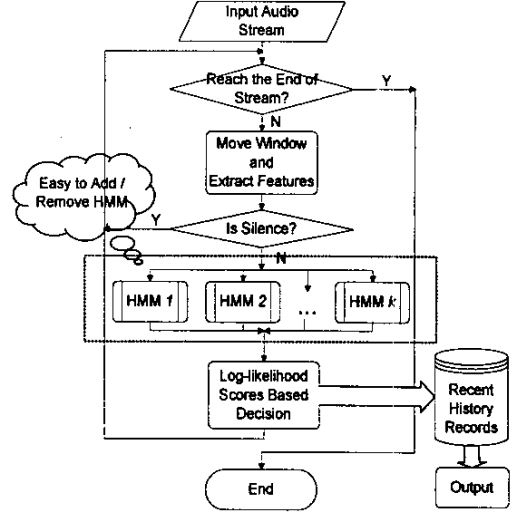 Input Audio
Stream
Reach the End of
Stream?
Y
N
Move Window
and
Extract Features
Easy to Add /
Remove HMM
Y
Is Silence?
N
HMM 1
HMM 2
...
HMM k
Log-likelihood
Scores Based
Decision
Recent
History
Records
End
Output